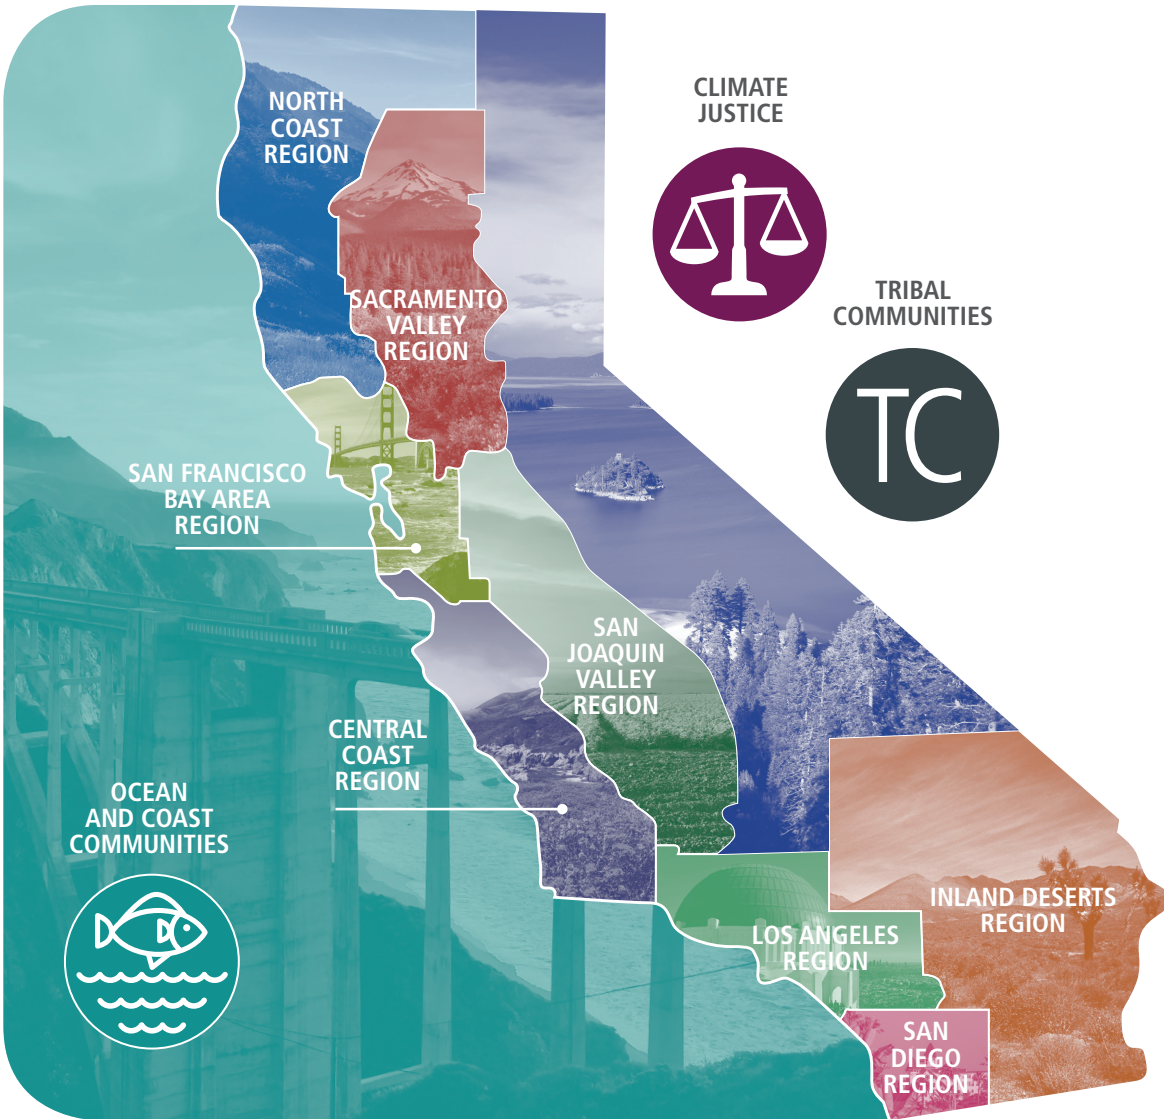 CLIMATE
JUSTICE
NORTH
COAST
REGION
TRIBAL
COMMUNITIES
TC
SACRAMENTO
VALLEY
REGION
SAN FRANCISCO
BAY AREA
REGION
SAN
JOAQUIN
VALLEY
REGION
CENTRAL
COAST
REGION
OCEAN
AND COAST
COMMUNITIES
INLAND DESERTS
REGION
LOS ANGELES
REGION
SAN
DIEGO
REGION